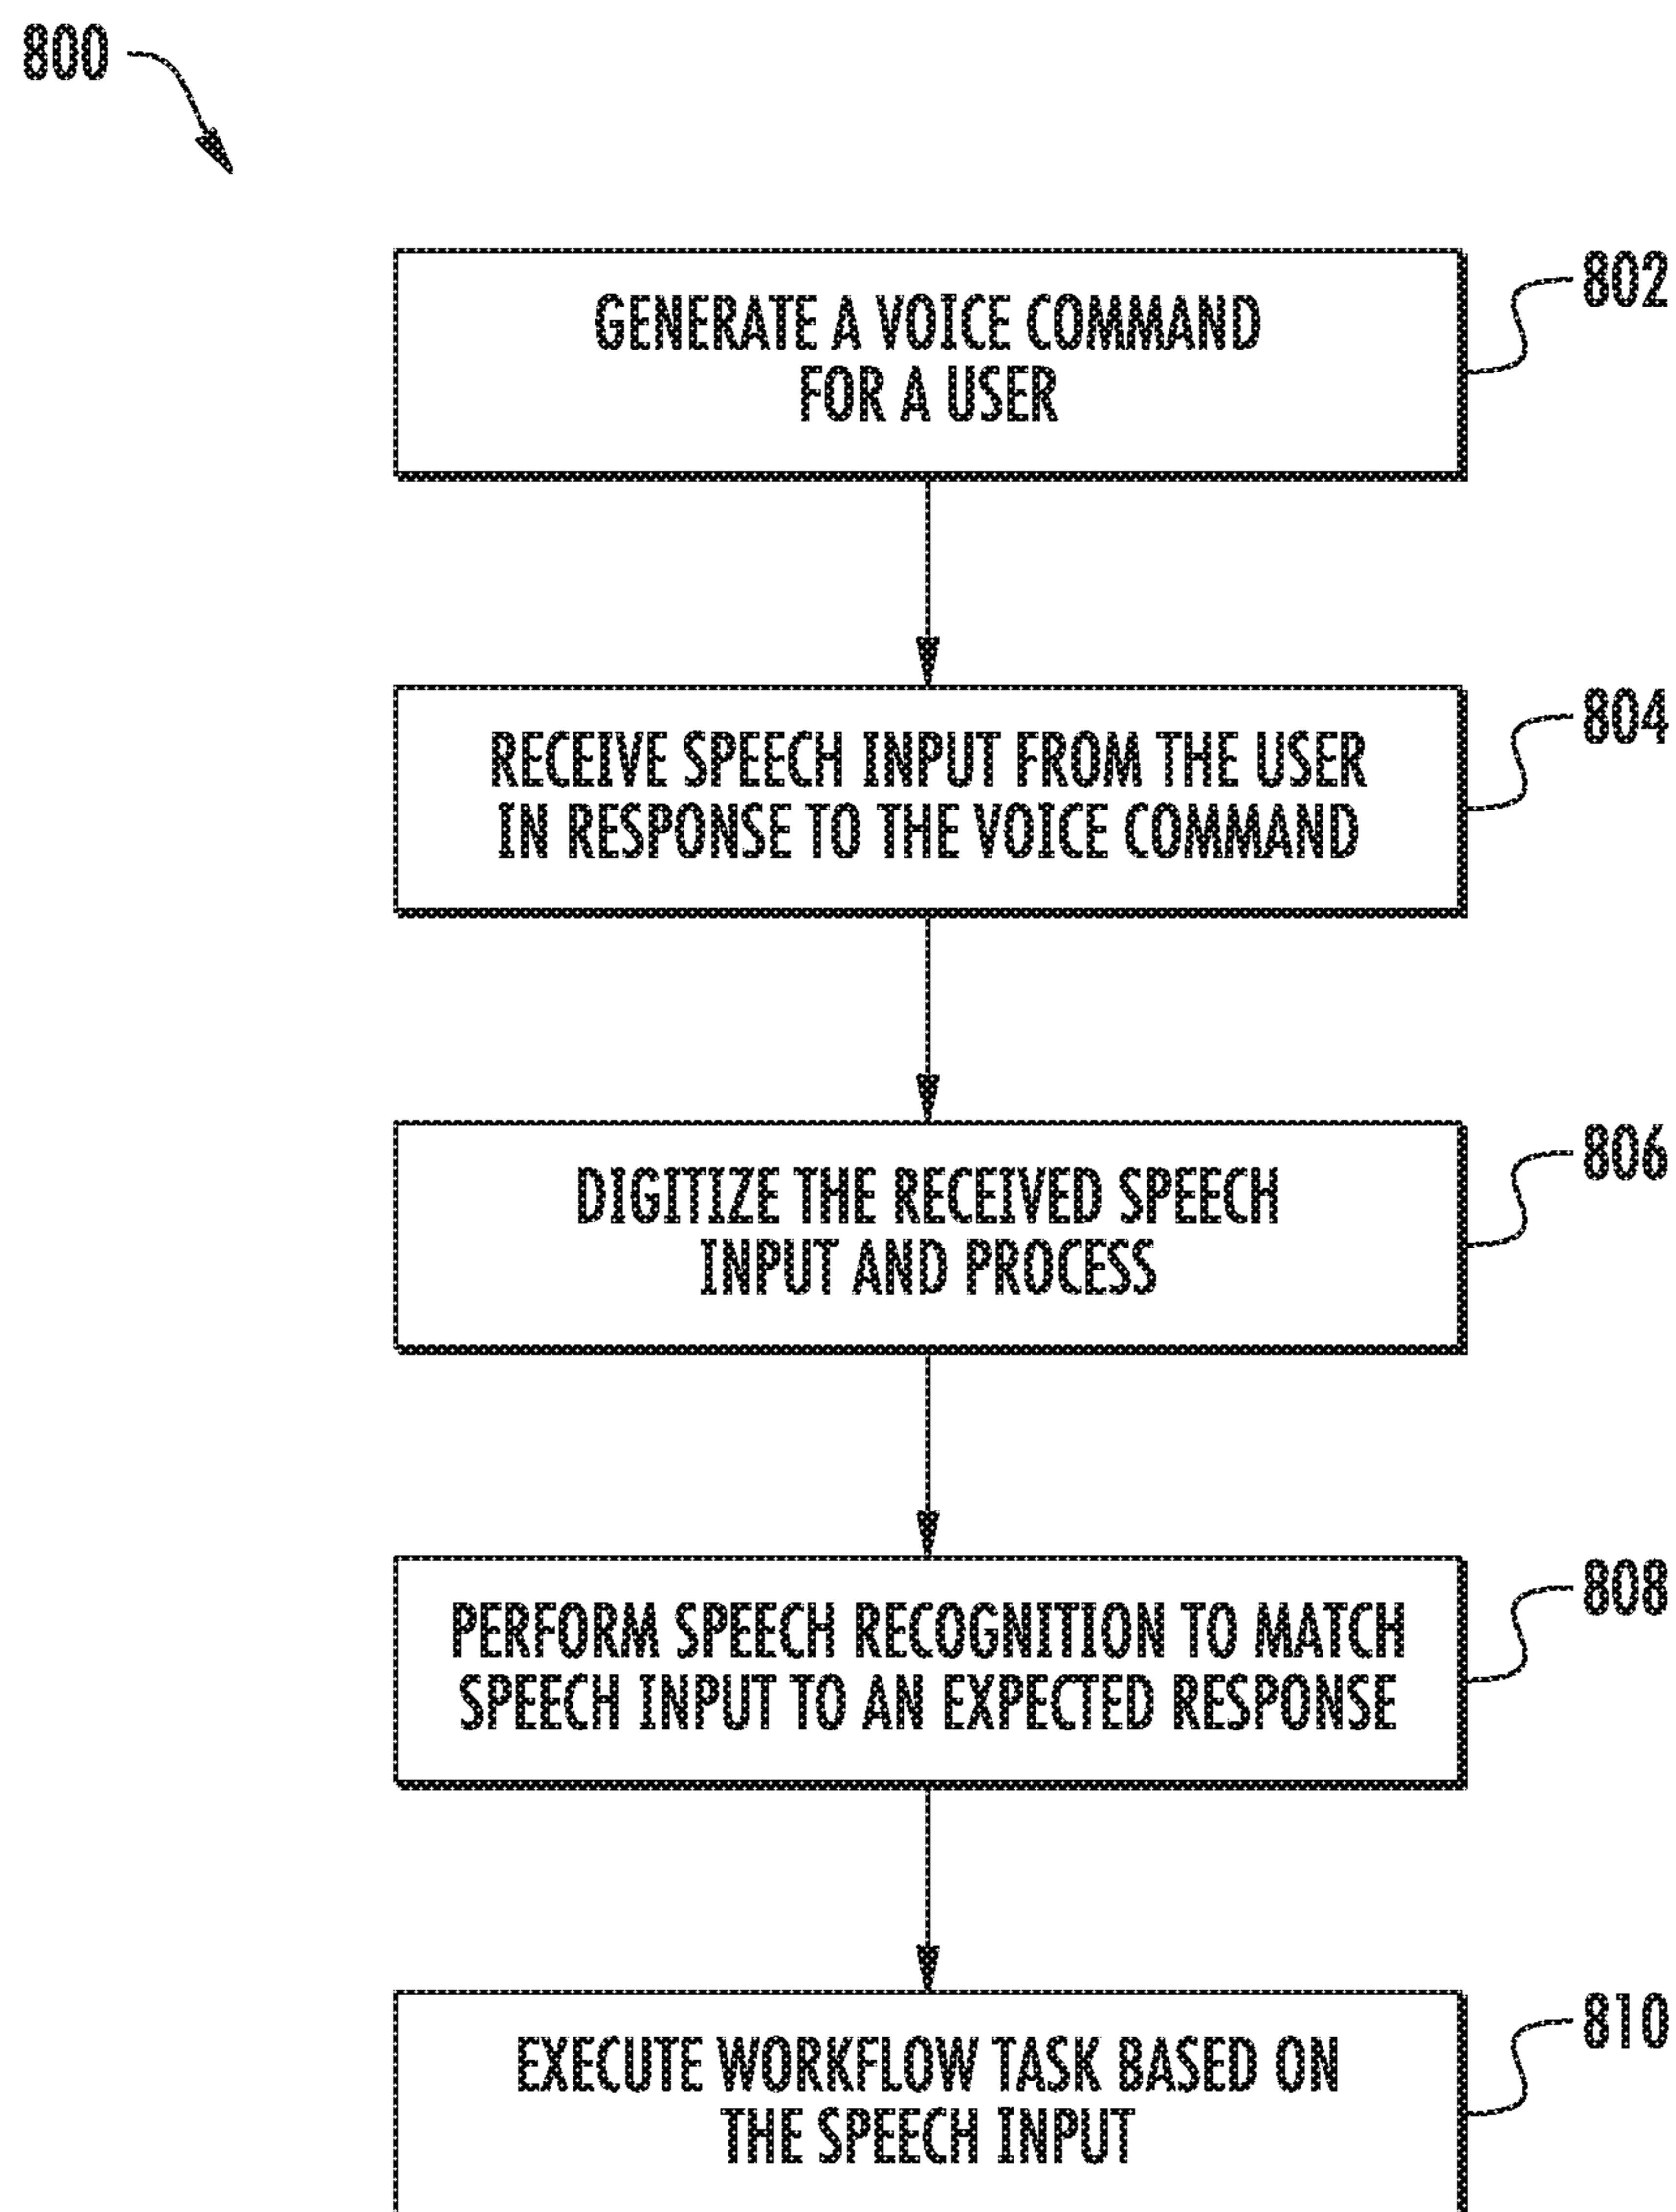 800
GENERATE A VOICE COMMAND
FOR A USER
802
RECEIVE SPEECH INPUT FROM THE USER
IN RESPONSE TO THE VOICE COMMAND
804
DIGITIZE THE RECEIVED SPEECH
INPUT AND PROCESS
806
PERFORM SPEECH RECOGNITION TO MATCH
SPEECH INPUT TO AN EXPECTED RESPONSE
808
EXECUTE WORKFLOW TASK BASED ON
THE SPEECH INPUT
810